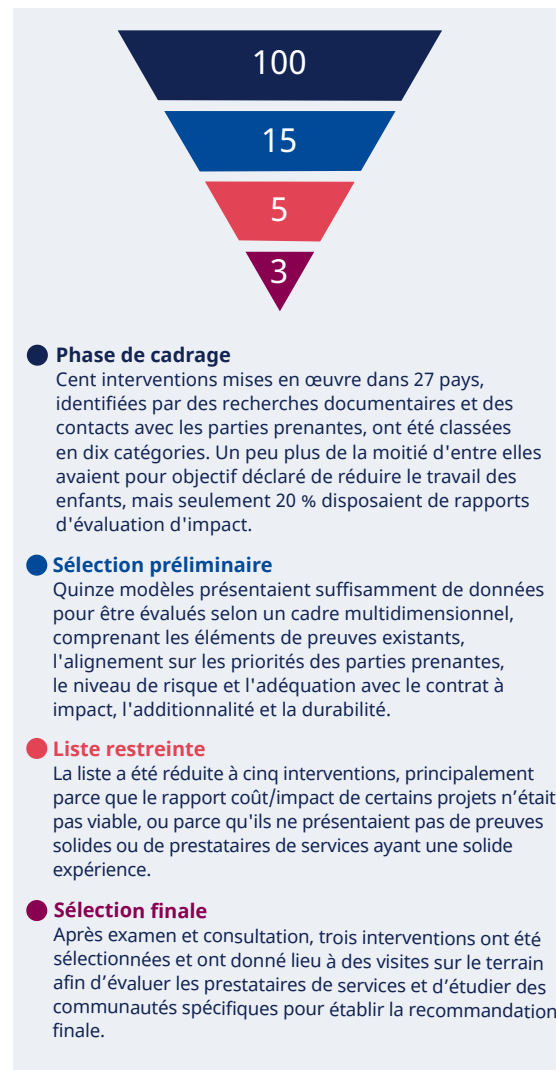 100
15
5
3
Phase de cadrage
Cent interventions mises en œuvre dans 27 pays,
identifiées par des recherches documentaires et des
contacts avec les parties prenantes, ont été classées
en dix catégories. Un peu plus de la moitié d'entre elles
avaient pour objectif déclaré de réduire le travail des
enfants, mais seulement 20 % disposaient de rapports
d'évaluation d'impact.
Sélection préliminaire
Quinze modèles présentaient suffisamment de données
pour être évalués selon un cadre multidimensionnel,
comprenant les éléments de preuves existants,
l'alignement sur les priorités des parties prenantes,
le niveau de risque et l'adéquation avec le contrat à
impact, l'additionnalité et la durabilité.
Liste restreinte
La liste a été réduite à cinq interventions, principalement
parce que le rapport coût/impact de certains projets n’était
pas viable, ou parce qu'ils ne présentaient pas de preuves
solides ou de prestataires de services ayant une solide
expérience.
Sélection finale
Après examen et consultation, trois interventions ont été
sélectionnées et ont donné lieu à des visites sur le terrain
afin d’évaluer les prestataires de services et d’étudier des
communautés spécifiques pour établir la recommandation
finale.